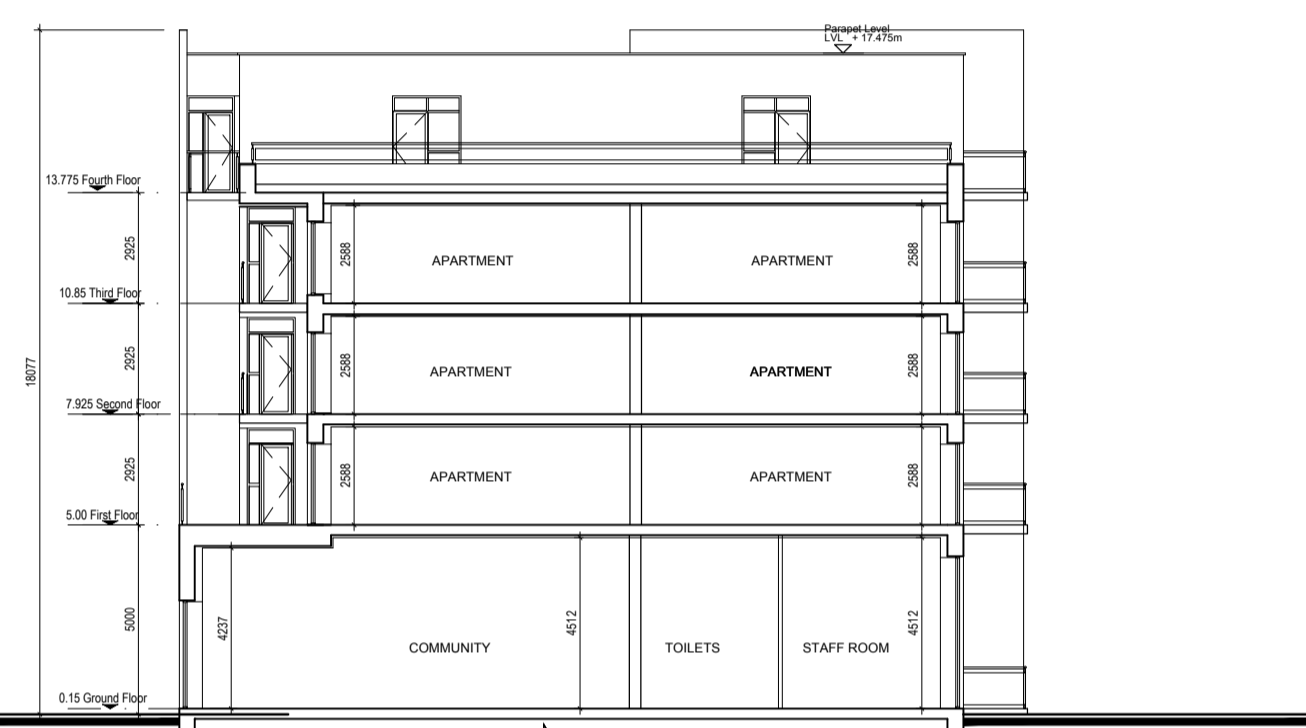 Parapet Level
LVL + 17.475m
13.775 Fourth Floor
2925
2588
APARTMENT
APARTMENT
2588
10.85 Third Floor
18077
2925
2588
APARTMENT
APARTMENT
2588
7.925 Second Floor
2925
2588
APARTMENT
APARTMENT
2588
5.00 First Floor
5000
4237
COMMUNITY
4512
TOILETS
STAFF ROOM
4512
0.15 Ground Floor